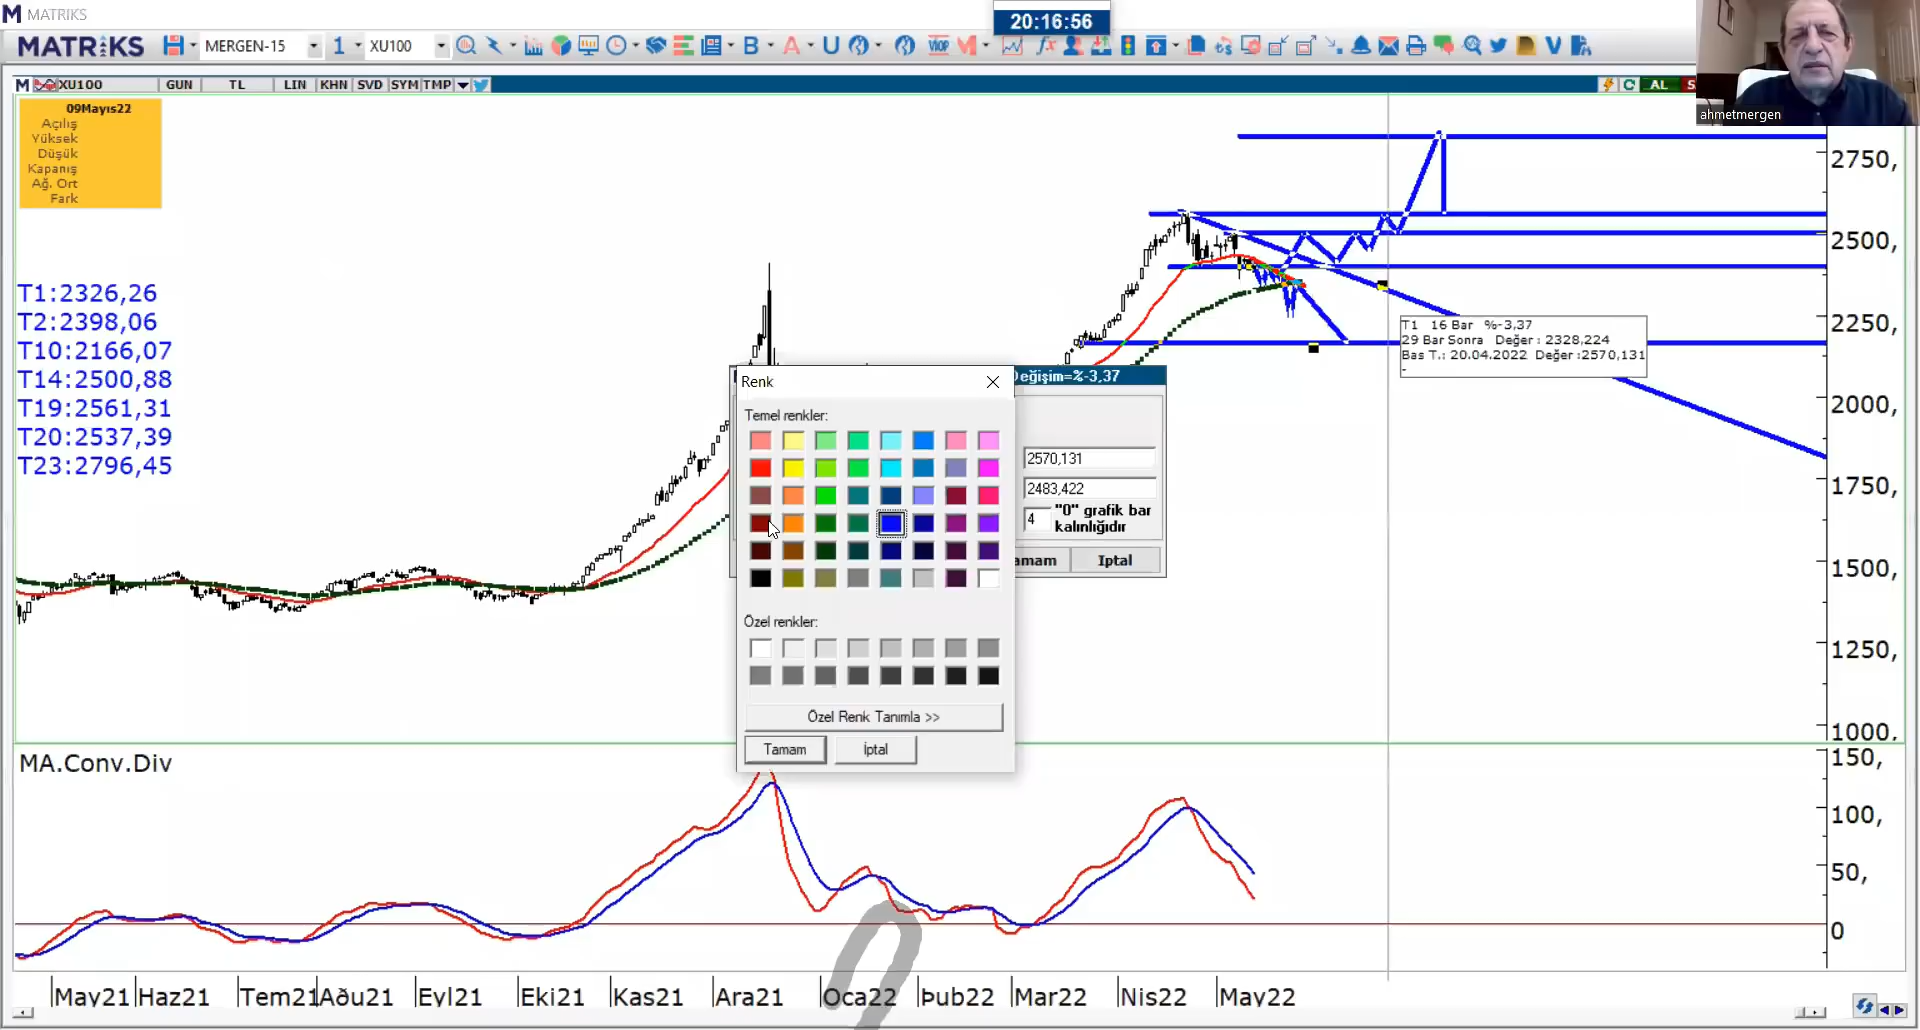 MATRIKS
20:16:56
MATRIKS
MERGEN-15
1
XU100
B
A
U
VIOP
M
fx
V
ahmetmergen
XU100
GUN
TL
LIN
KHN
SVD
SYM
TMP
AL
09Mayıs22
Açılış
Yüksek
Düşük
Kapanış
Ağ. Ort
Fark
T1:2326,26
T2:2398,06
T10:2166,07
T14:2500,88
T19:2561,31
T20:2537,39
T23:2796,45
2750,
2500,
2250,
2000,
1750,
1500,
1250,
1000,
T1 16 Bar %-3,37
29 Bar Sonra Değer : 2328,224
Bas T.: 20.04.2022 Değer :2570,131
-
Renk
Temel renkler:
Özel renkler:
Özel Renk Tanımla >>
Tamam
İptal
Değişim=%-3,37
2570,131
2483,422
4
"0" grafik bar
kalınlığıdır
amam
Iptal
MA.Conv.Div
150,
100,
50,
0
May21
Haz21
Tem21
Aðu21
Eyl21
Eki21
Kas21
Ara21
Oca22
Þub22
Mar22
Nis22
May22